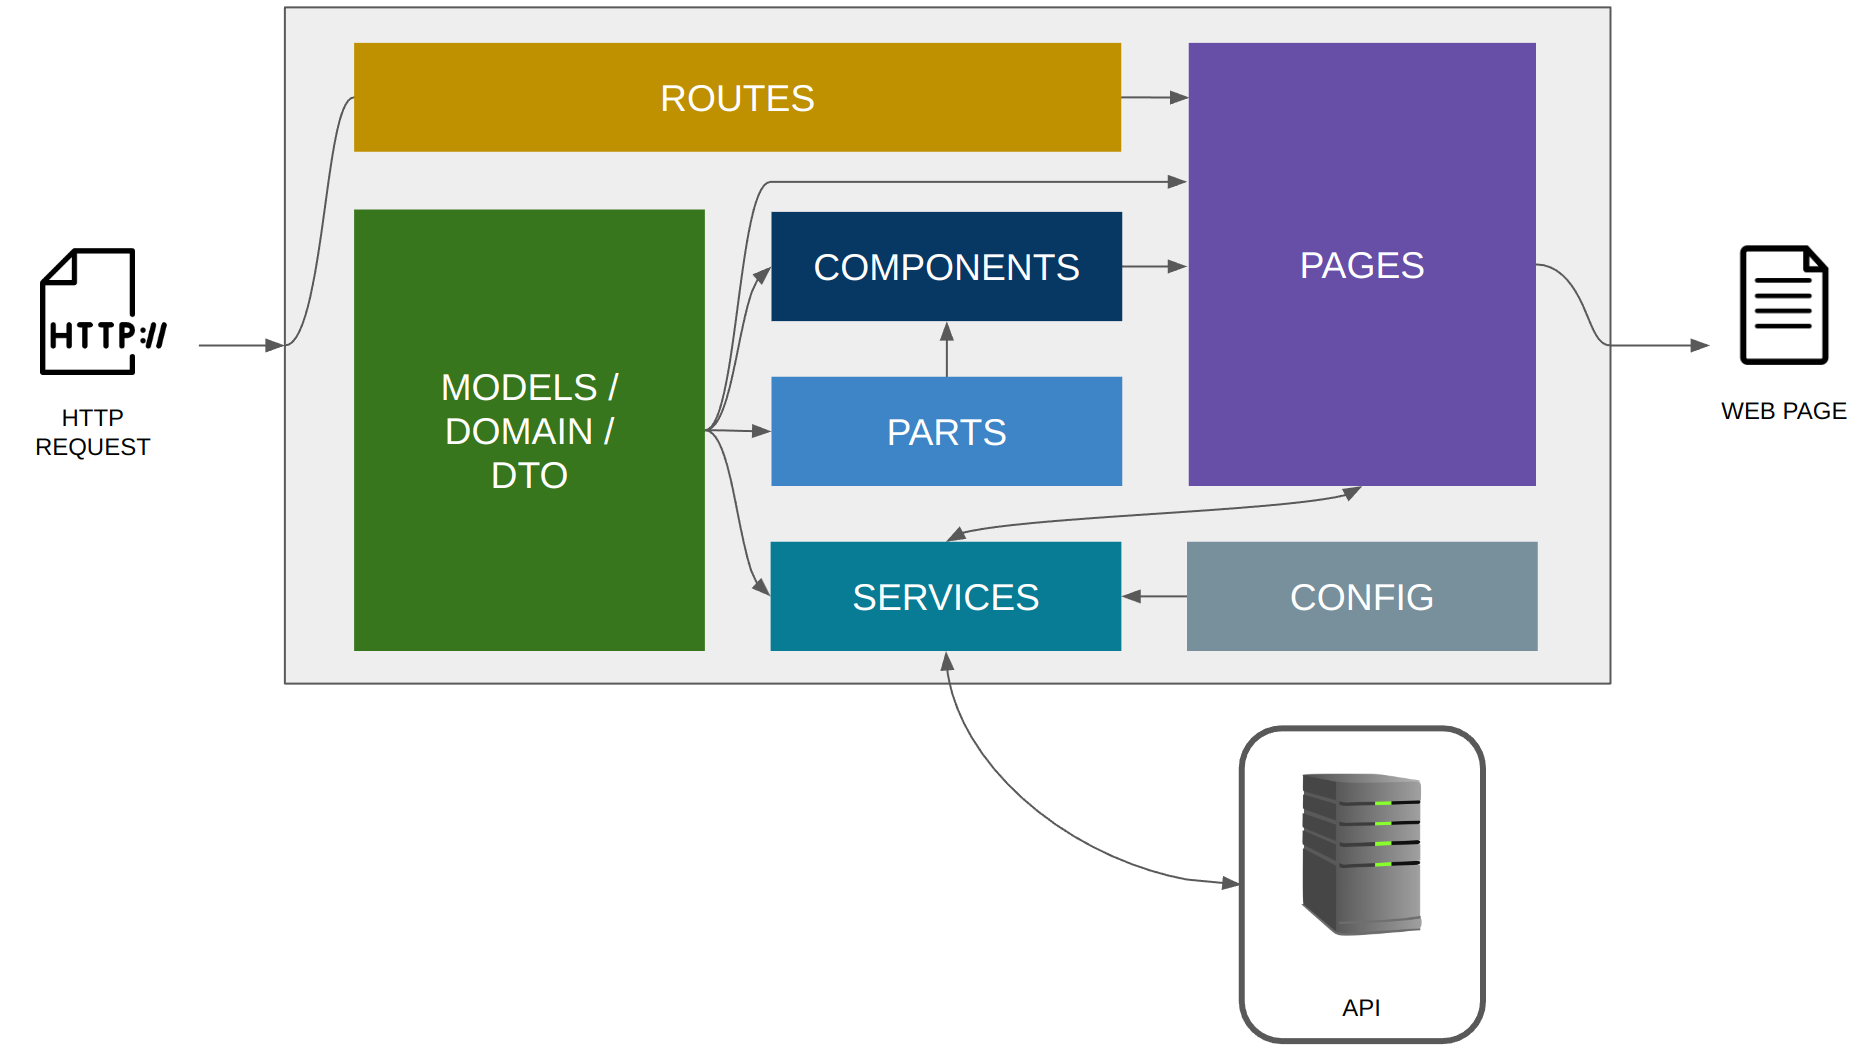 ROUTES
PAGES
COMPONENTS
HTTP://
HTTP
REQUEST
MODELS /
DOMAIN /
DTO
PARTS
WEB PAGE
SERVICES
CONFIG
API